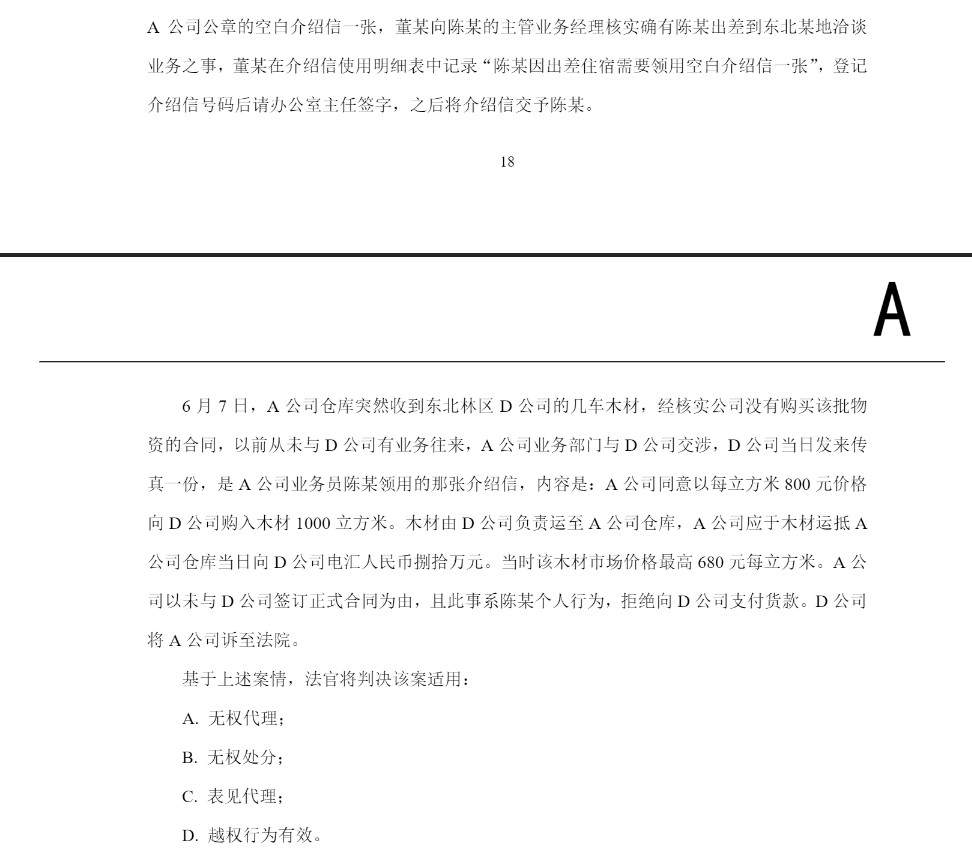 A 公司公章的空白介绍信一张，董某向陈某的主管业务经理核实确有陈某出差到东北某地洽谈
业务之事，董某在介绍信使用明细表中记录“陈某因出差住宿需要领用空白介绍信一张”，登记
介绍信号码后请办公室主任签字，之后将介绍信交予陈某。
18
A
6 月 7 日，A 公司仓库突然收到东北林区 D 公司的几车木材，经核实公司没有购买该批物
资的合同，以前从未与 D 公司有业务往来，A 公司业务部门与 D 公司交涉，D 公司当日发来传
真一份，是 A 公司业务员陈某领用的那张介绍信，内容是：A 公司同意以每立方米 800 元价格
向 D 公司购入木材 1000 立方米。木材由 D 公司负责运至 A 公司仓库，A 公司应于木材运抵 A
公司仓库当日向 D 公司电汇人民币捌拾万元。当时该木材市场价格最高 680 元每立方米。A 公
司以未与 D 公司签订正式合同为由，且此事系陈某个人行为，拒绝向 D 公司支付货款。D 公司
将 A 公司诉至法院。
基于上述案情，法官将判决该案适用：
A. 无权代理；
B. 无权处分；
C. 表见代理；
D. 越权行为有效。